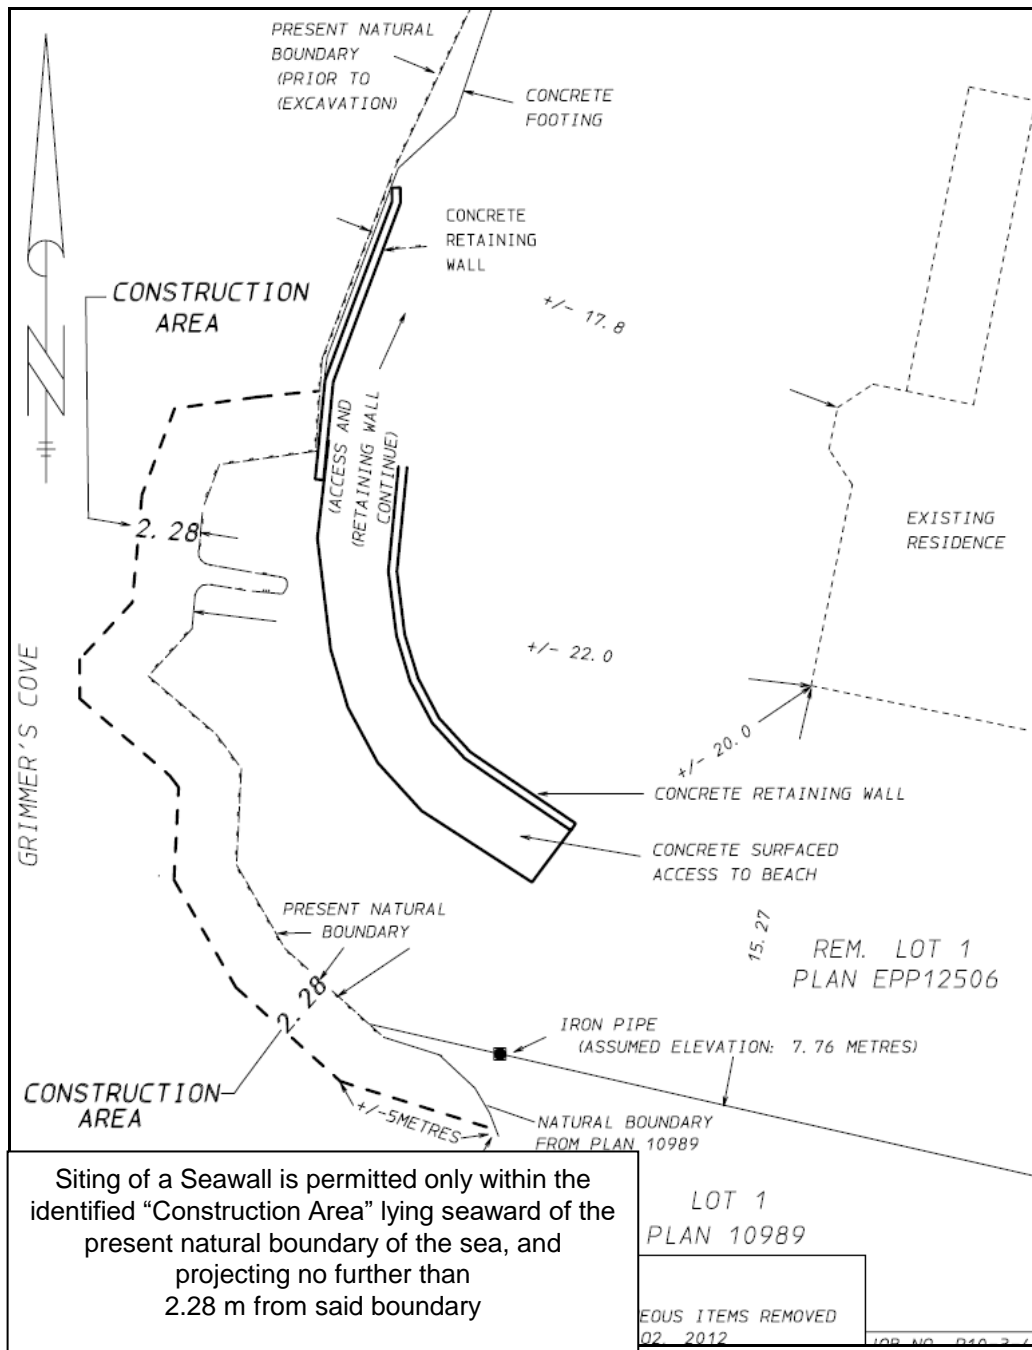 PRESENT NATURAL
BOUNDARY
(PRIOR TO
(EXCAVATION)
CONCRETE
FOOTING
CONCRETE
RETAINING
WALL
CONSTRUCTION
AREA
+/- 17.8
N
(ACCESS AND
(RETAINING WALL
CONTINUE)
2.28
EXISTING
RESIDENCE
GRIMMER'S COVE
+/- 22.0
+/- 20.0
CONCRETE RETAINING WALL
CONCRETE SURFACED
ACCESS TO BEACH
PRESENT NATURAL
BOUNDARY
15.27
REM. LOT 1
PLAN EPP12506
2.28
IRON PIPE
(ASSUMED ELEVATION: 7.76 METRES)
CONSTRUCTION
AREA
+/-5METRES
NATURAL BOUNDARY
FROM PLAN 10989
Siting of a Seawall is permitted only within the
identified “Construction Area” lying seaward of the
present natural boundary of the sea, and
projecting no further than
2.28 m from said boundary
LOT 1
PLAN 10989
EOUS ITEMS REMOVED
02, 2012
JOB NO.